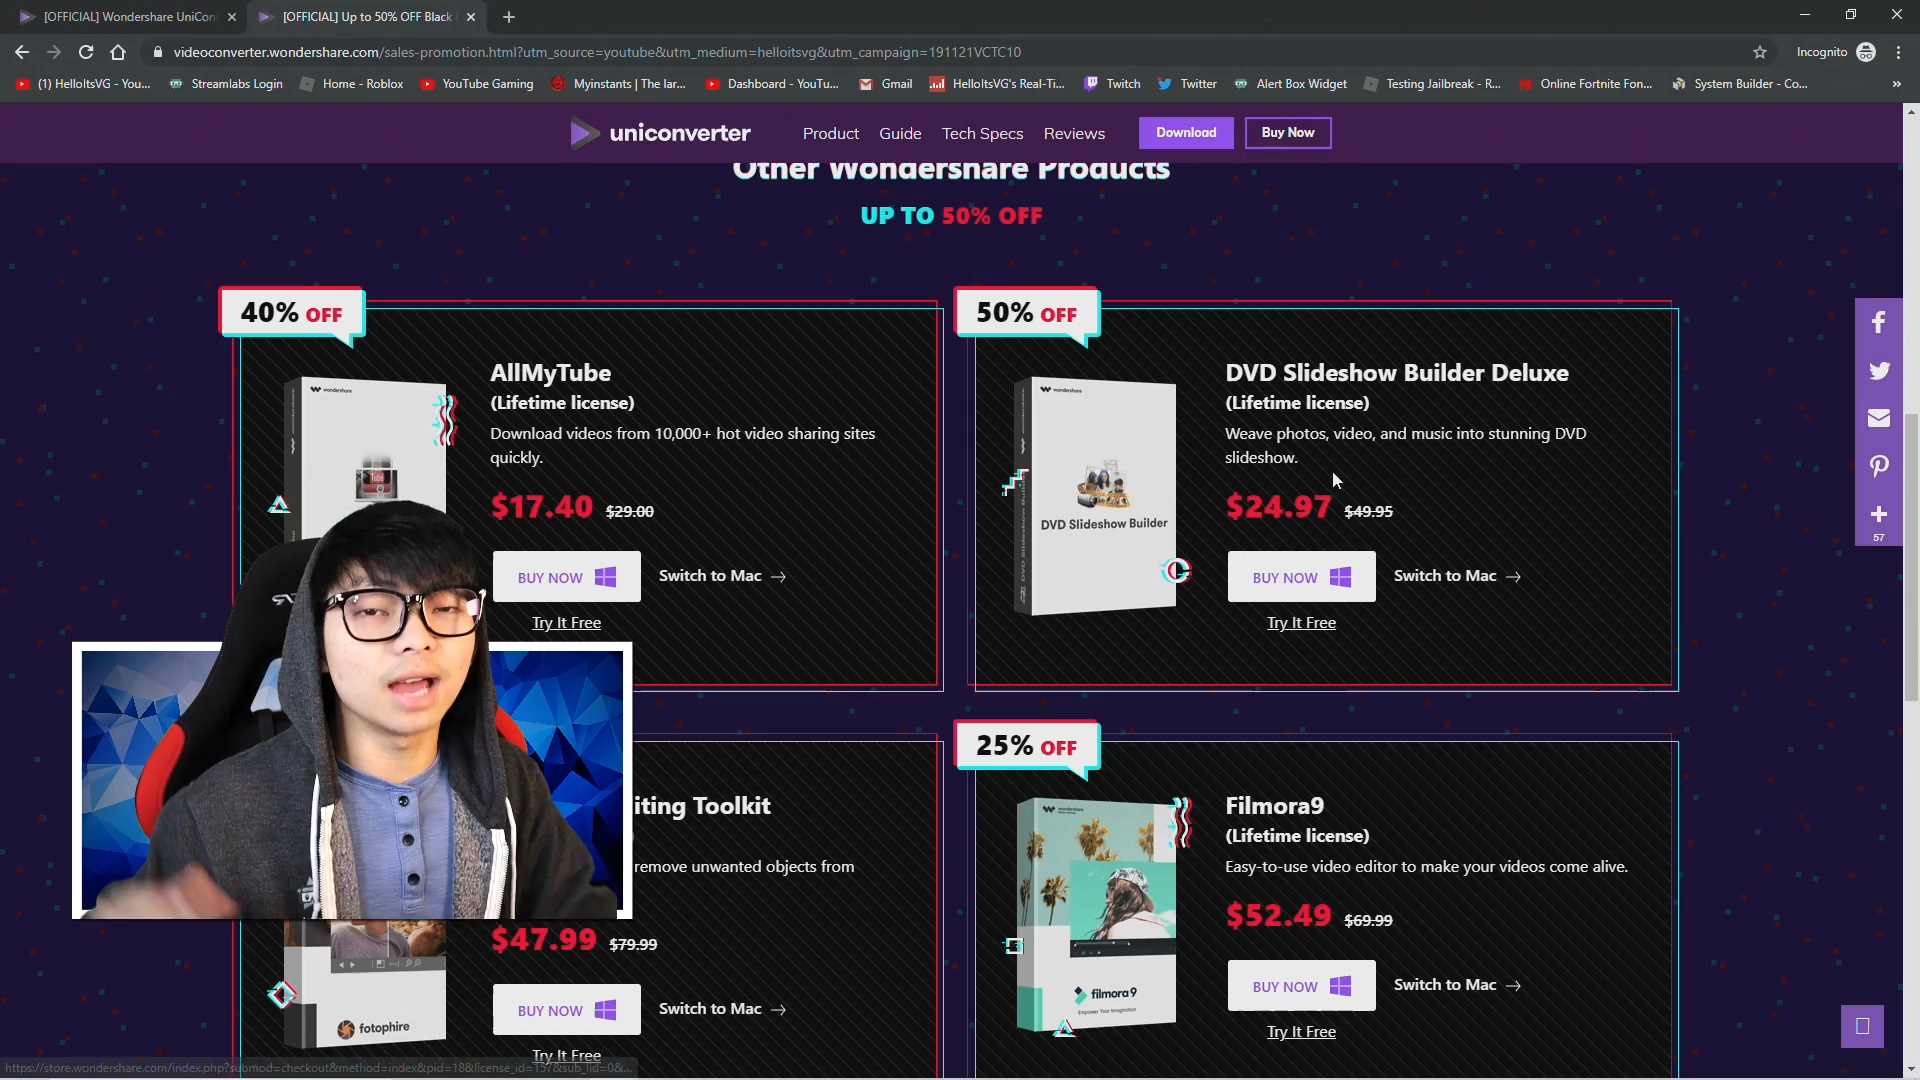 [OFFICIAL] Wondershare UniCon
[OFFICIAL] Up to 50% OFF Black
videoconverter.wondershare.com/sales-promotion.html?utm_source=youtube&utm_medium=helloitsvg&utm_campaign=191121VCTC10
Incognito
(1) HelloItsVG - You...
Streamlabs Login
Home - Roblox
YouTube Gaming
Myinstants | The lar...
Dashboard - YouTu...
Gmail
HelloItsVG's Real-Ti...
Twitch
Twitter
Alert Box Widget
Testing Jailbreak - R...
Online Fortnite Fon...
System Builder - Co...
»
uniconverter
Product
Guide
Tech Specs
Reviews
Download
Buy Now
Other Wondershare Products
UP TO 50% OFF
40% OFF
wondershare
Tube
AllMyTube
(Lifetime license)
Download videos from 10,000+ hot video sharing sites
quickly.
$17.40 $29.00
BUY NOW
Switch to Mac →
Try It Free
50% OFF
wondershare
DVD Slideshow Builder
DVD Slideshow Builder Deluxe
(Lifetime license)
Weave photos, video, and music into stunning DVD
slideshow.
$24.97 $49.95
BUY NOW
Switch to Mac →
Try It Free
57
iting Toolkit
remove unwanted objects from
$47.99 $79.99
fotophire
BUY NOW
Switch to Mac →
Try It Free
25% OFF
wondershare
filmora9
Empower Your Imagination
Filmora9
(Lifetime license)
Easy-to-use video editor to make your videos come alive.
$52.49 $69.99
BUY NOW
Switch to Mac →
Try It Free
https://store.wondershare.com/index.php?submod=checkout&method=index&pid=18&license_id=157&sub_lid=0&...